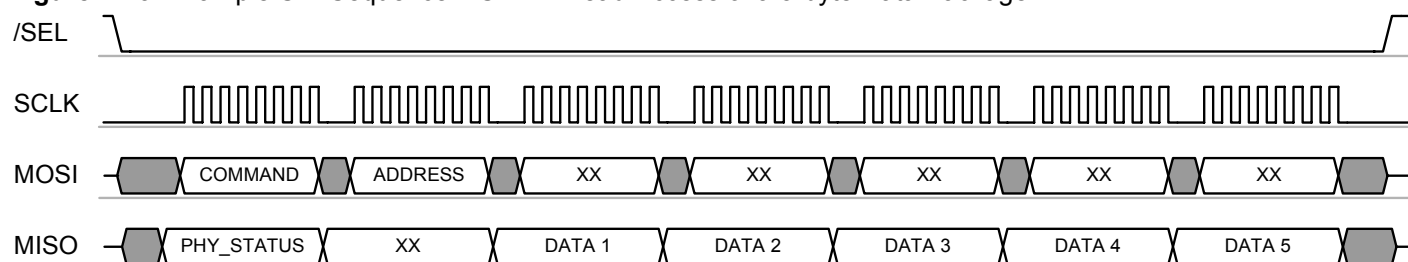 /SEL
SCLK
MOSI COMMAND ADDRESS XX XX XX XX XX
MISO PHY_STATUS XX DATA 1 DATA 2 DATA 3 DATA 4 DATA 5